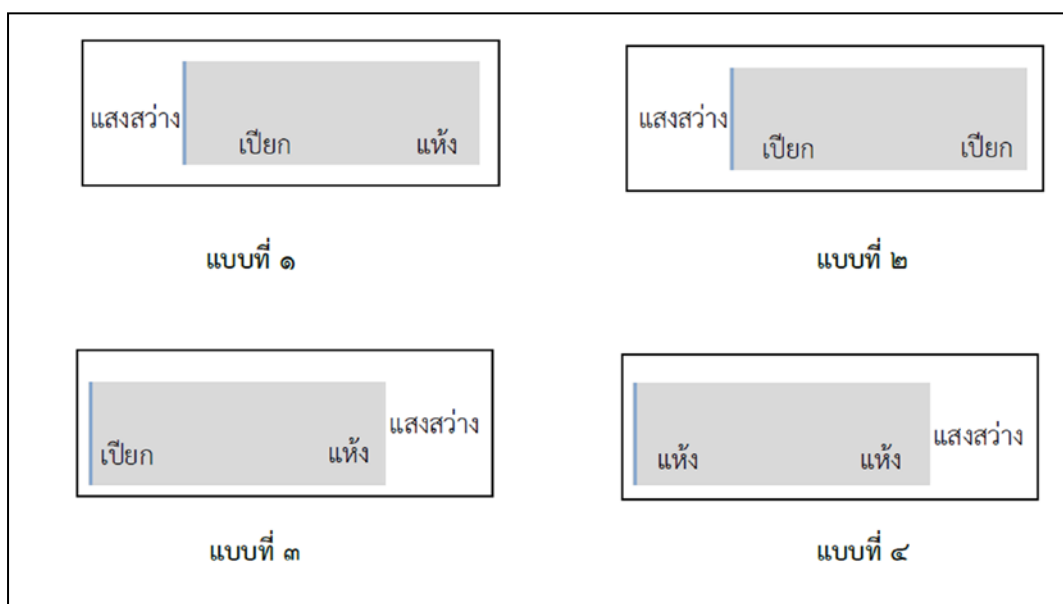 แสงสว่าง เปียก แห้ง
แสงสว่าง เปียก เปียก
แบบที่ ๑ แบบที่ ๒
เปียก แห้ง แสงสว่าง
แห้ง แห้ง แสงสว่าง
แบบที่ ๓ แบบที่ ๔